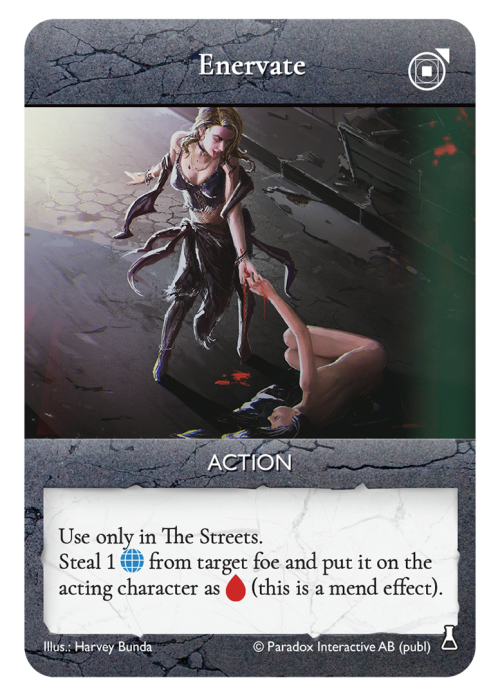 Enervate
ACTION
Use only in The Streets.
Steal 1 from target foe and put it on the
acting character as (this is a mend effect).
Illus.: Harvey Bunda
© Paradox Interactive AB (publ)